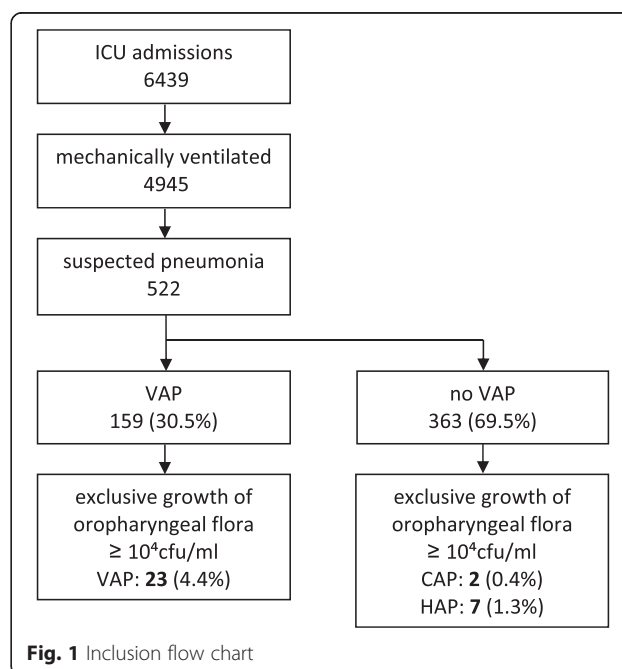 ICU admissions
6439
mechanically ventilated
4945
suspected pneumonia
522
VAP
159 (30.5%)
no VAP
363 (69.5%)
exclusive growth of
oropharyngeal flora
≥ 10⁴cfu/ml
VAP: 23 (4.4%)
exclusive growth of
oropharyngeal flora
≥ 10⁴cfu/ml
CAP: 2 (0.4%)
HAP: 7 (1.3%)
Fig. 1 Inclusion flow chart